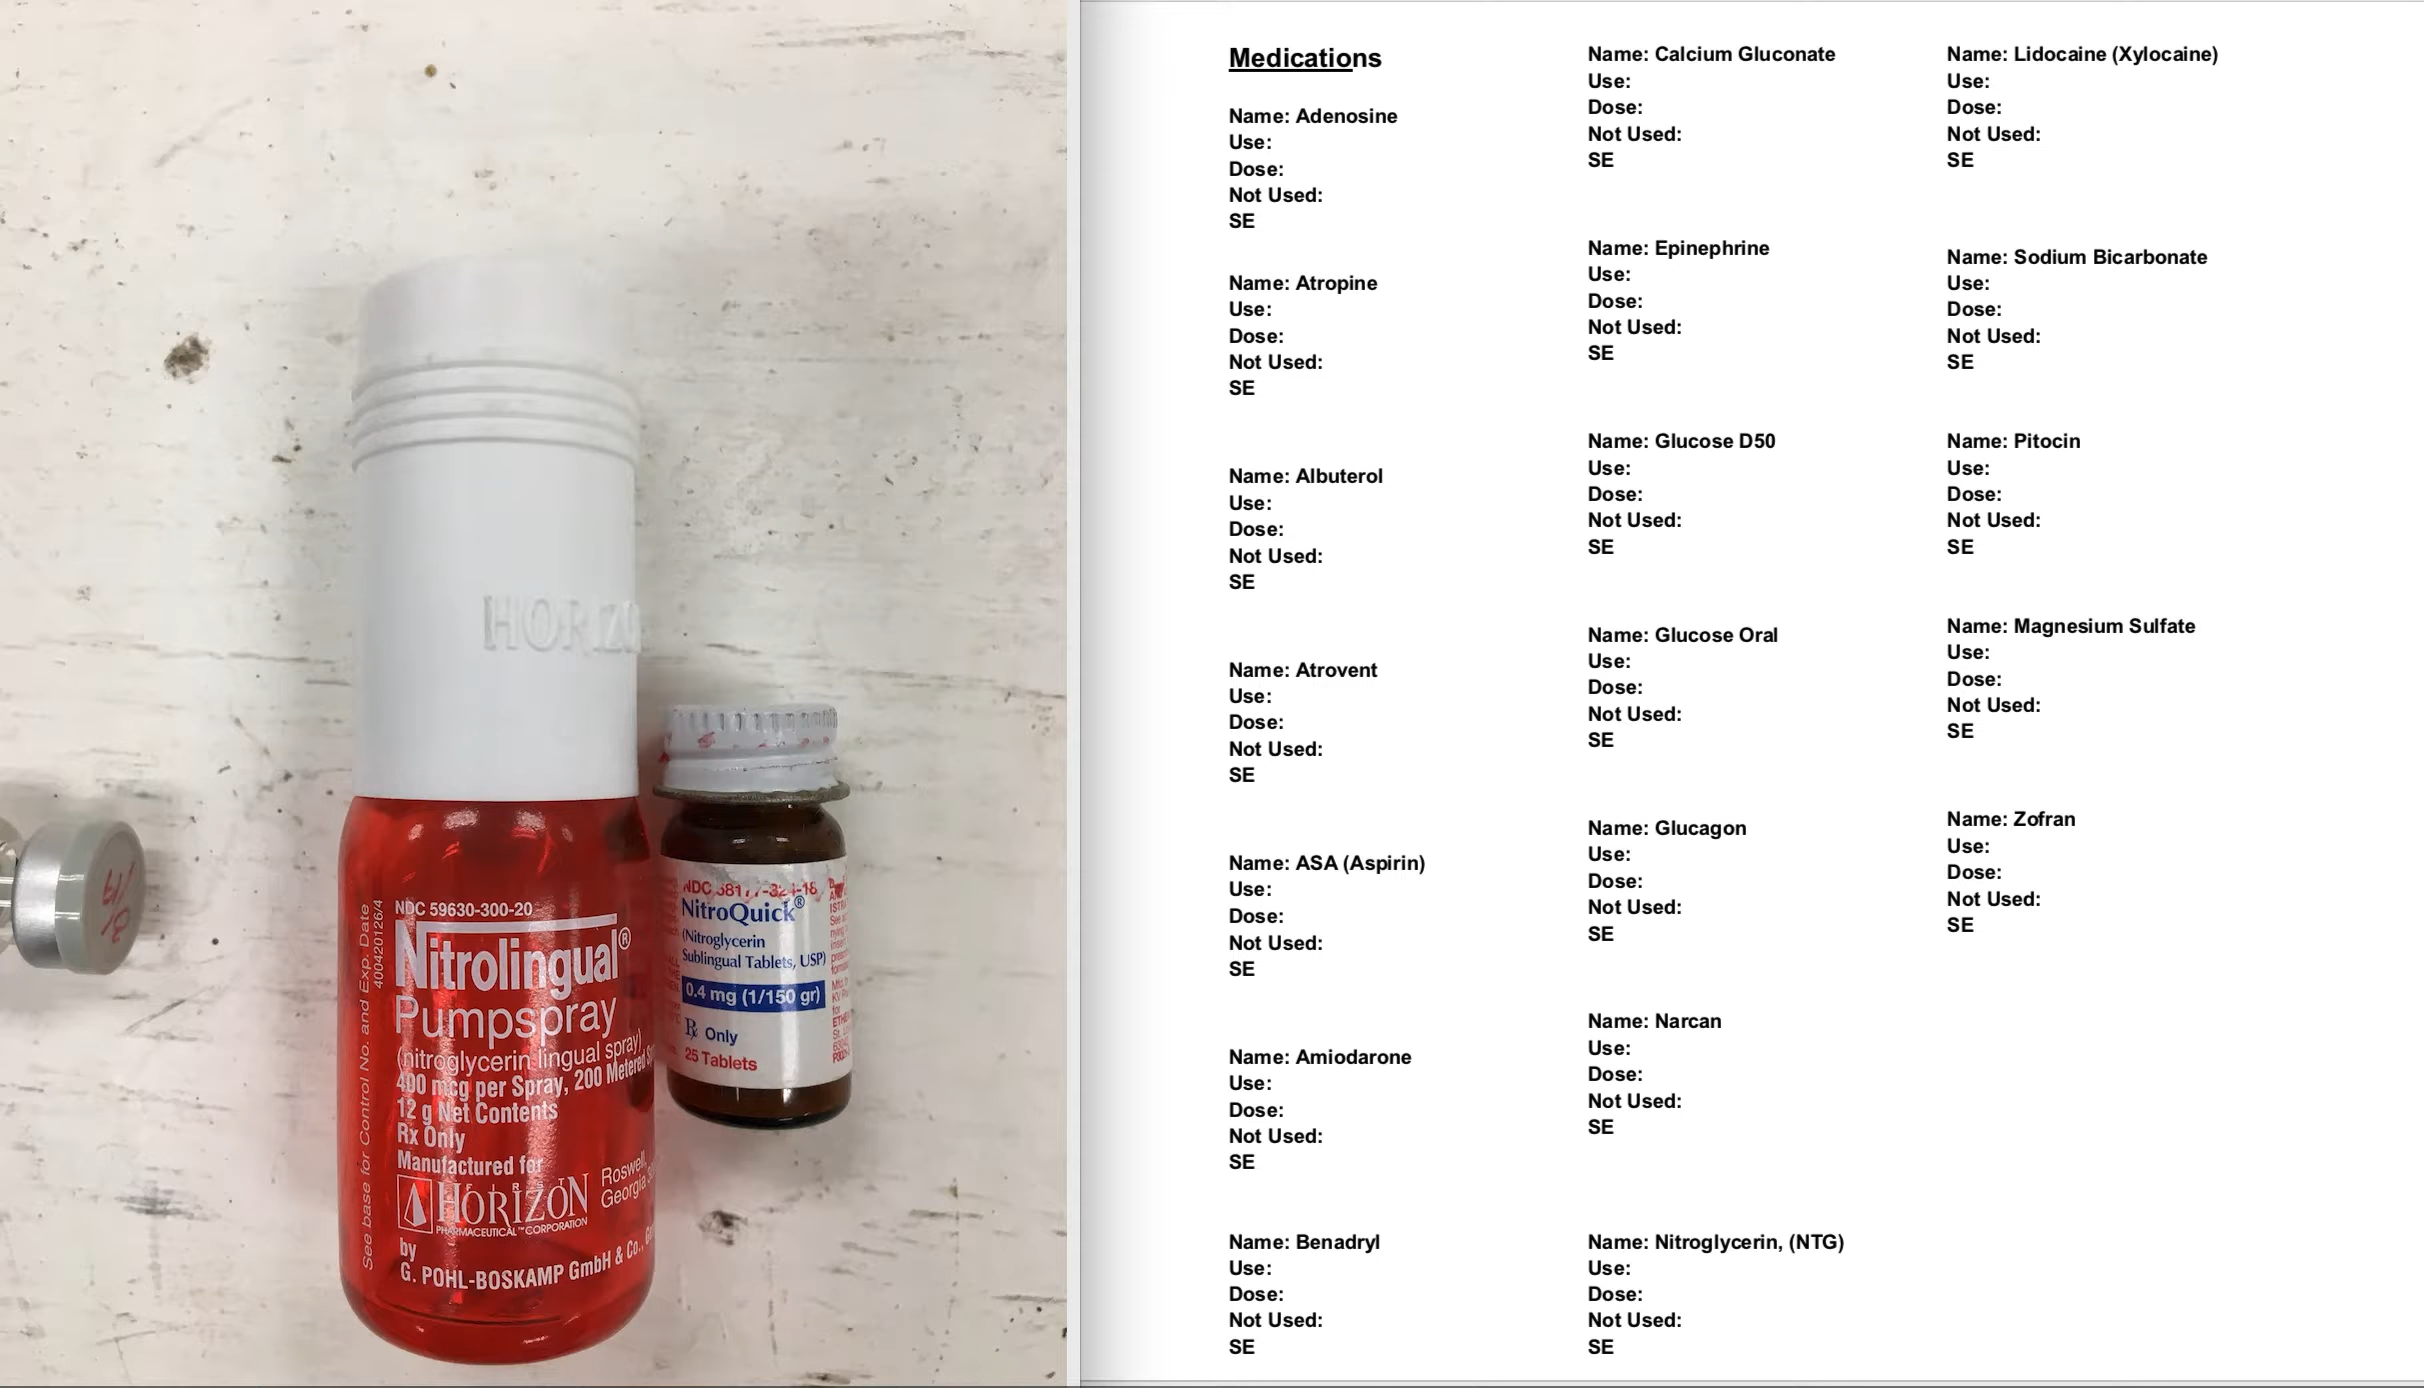 HORIZO
NDC 59630-300-20
Nitrolingual®
Pumpspray
(nitroglycerin lingual spray)
400 mcg per Spray, 200 Metered
12 g Net Contents
Rx Only
Manufactured for
FIRST
HORIZON
PHARMACEUTICAL™ CORPORATION
Roswell,
Georgia
by
G. POHL-BOSKAMP GmbH & Co.,
See base for Control No. and Exp. Date
400420126/4
NitroQuick®
(Nitroglycerin
Sublingual Tablets, USP)
0.4 mg (1/150 gr)
Rx Only
25 Tablets
Medications
Name: Adenosine
Use:
Dose:
Not Used:
SE
Name: Atropine
Use:
Dose:
Not Used:
SE
Name: Albuterol
Use:
Dose:
Not Used:
SE
Name: Atrovent
Use:
Dose:
Not Used:
SE
Name: ASA (Aspirin)
Use:
Dose:
Not Used:
SE
Name: Amiodarone
Use:
Dose:
Not Used:
SE
Name: Benadryl
Use:
Dose:
Not Used:
SE
Name: Calcium Gluconate
Use:
Dose:
Not Used:
SE
Name: Epinephrine
Use:
Dose:
Not Used:
SE
Name: Glucose D50
Use:
Dose:
Not Used:
SE
Name: Glucose Oral
Use:
Dose:
Not Used:
SE
Name: Glucagon
Use:
Dose:
Not Used:
SE
Name: Narcan
Use:
Dose:
Not Used:
SE
Name: Nitroglycerin, (NTG)
Use:
Dose:
Not Used:
SE
Name: Lidocaine (Xylocaine)
Use:
Dose:
Not Used:
SE
Name: Sodium Bicarbonate
Use:
Dose:
Not Used:
SE
Name: Pitocin
Use:
Dose:
Not Used:
SE
Name: Magnesium Sulfate
Use:
Dose:
Not Used:
SE
Name: Zofran
Use:
Dose:
Not Used:
SE